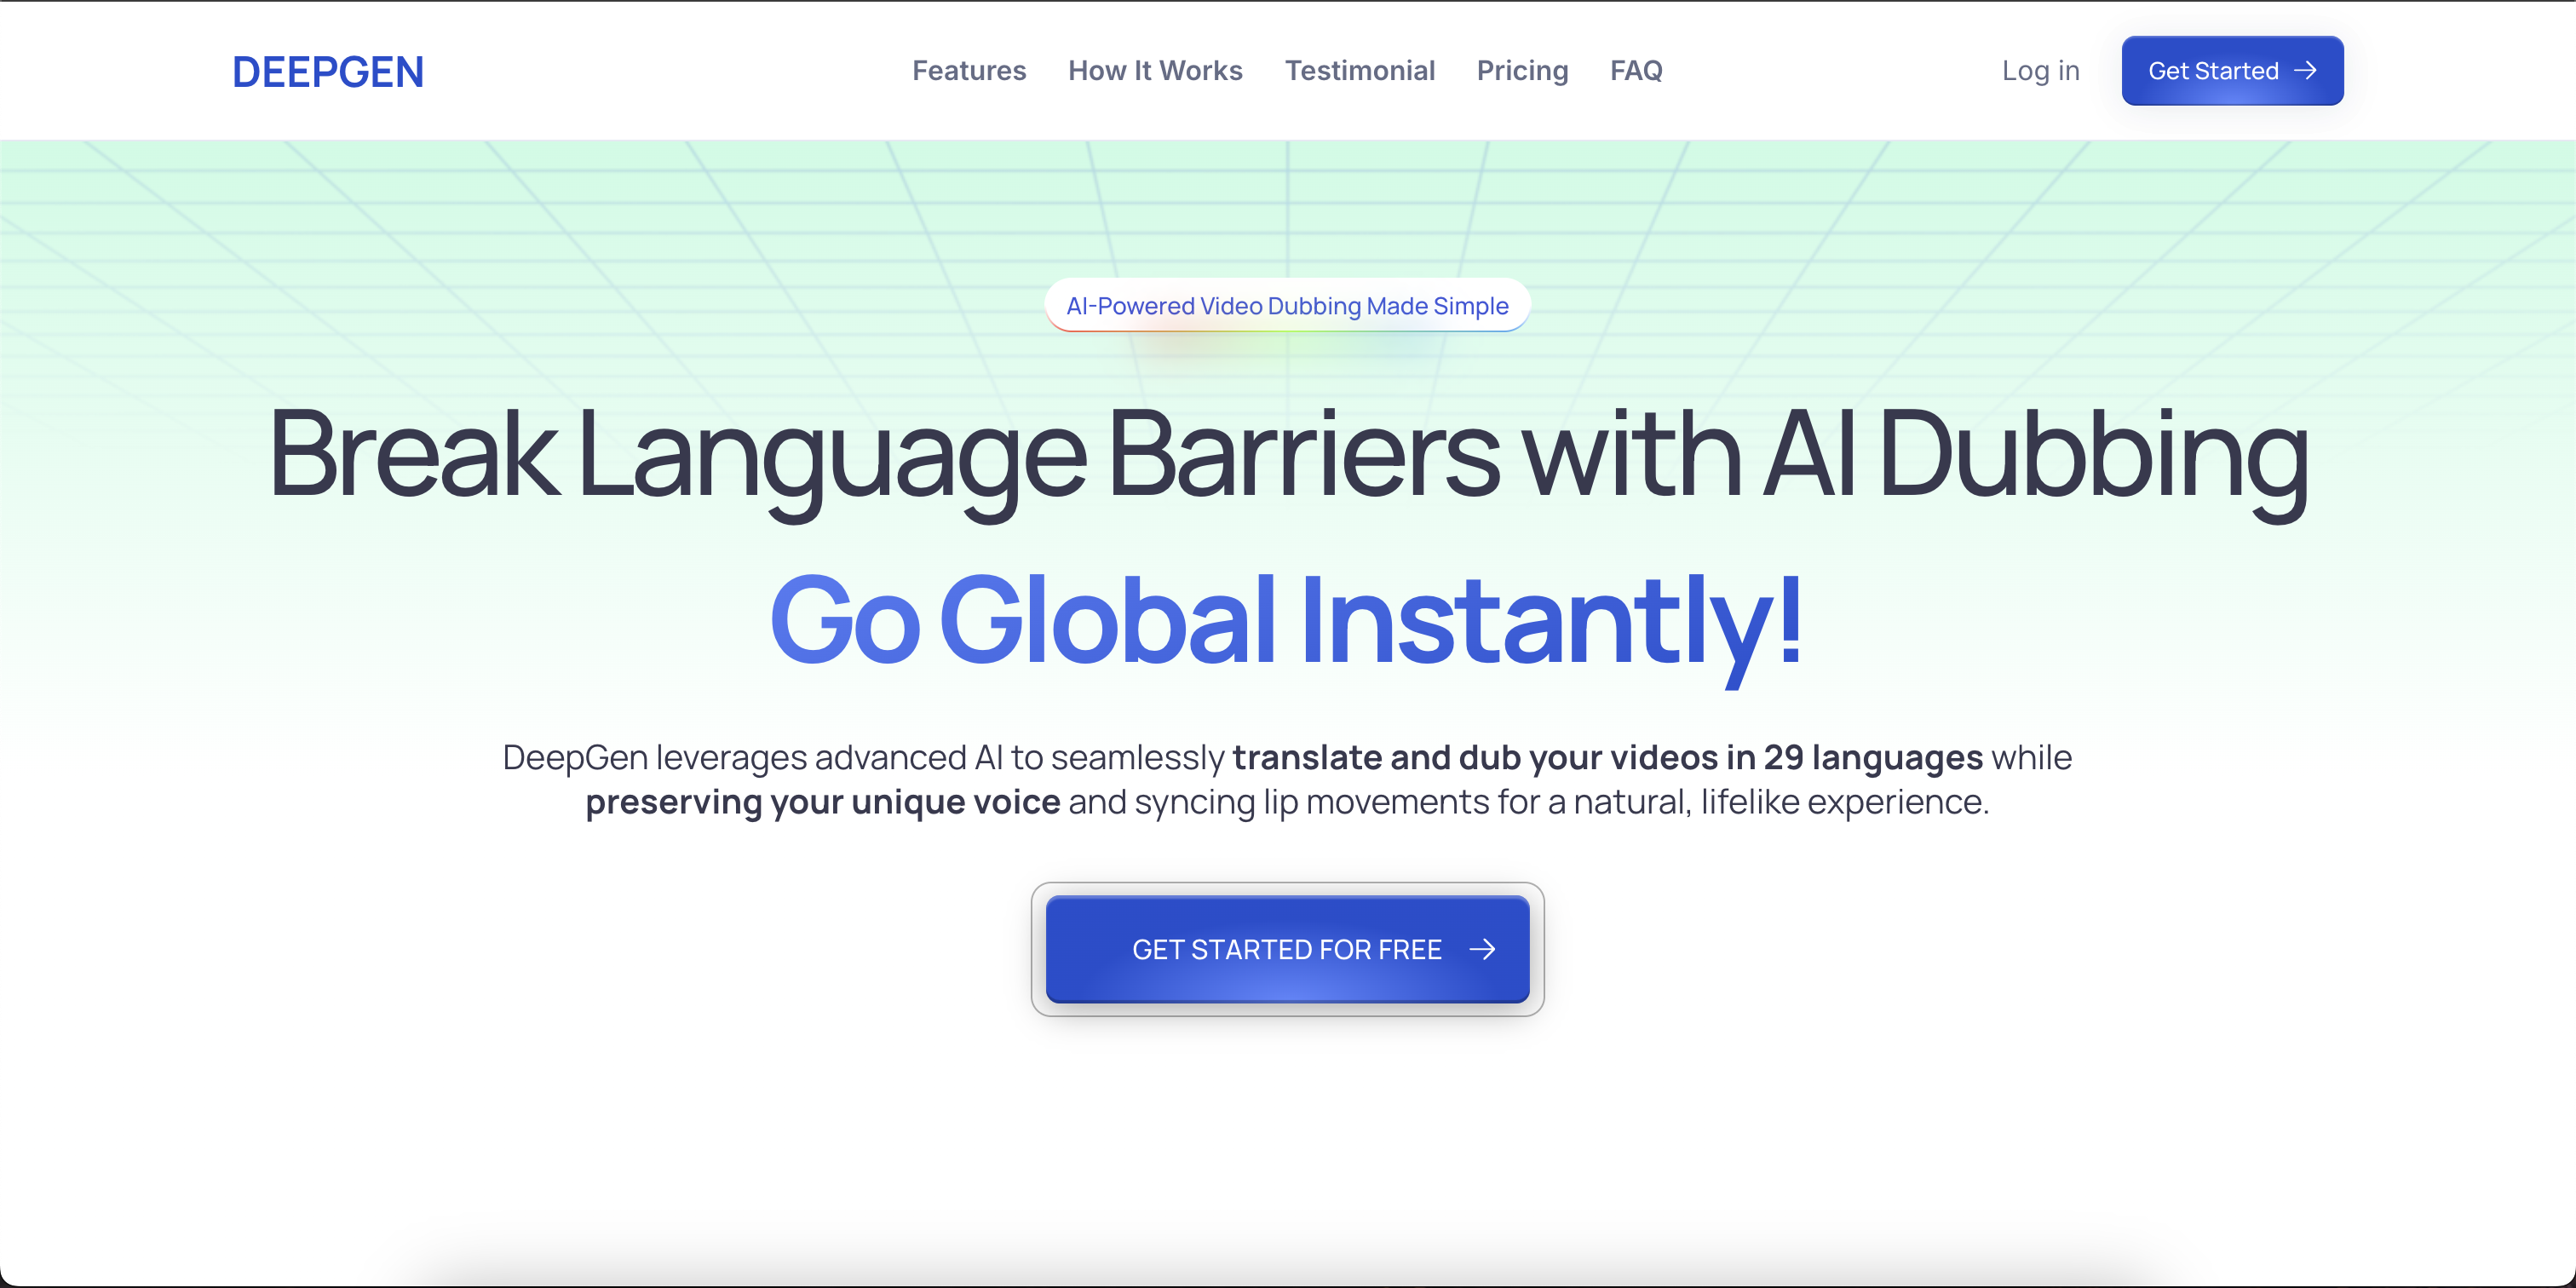 DEEPGEN
Features How It Works Testimonial Pricing FAQ
Log in Get Started
AI-Powered Video Dubbing Made Simple
Break Language Barriers with AI Dubbing
Go Global Instantly!
DeepGen leverages advanced AI to seamlessly translate and dub your videos in 29 languages while
preserving your unique voice and syncing lip movements for a natural, lifelike experience.
GET STARTED FOR FREE